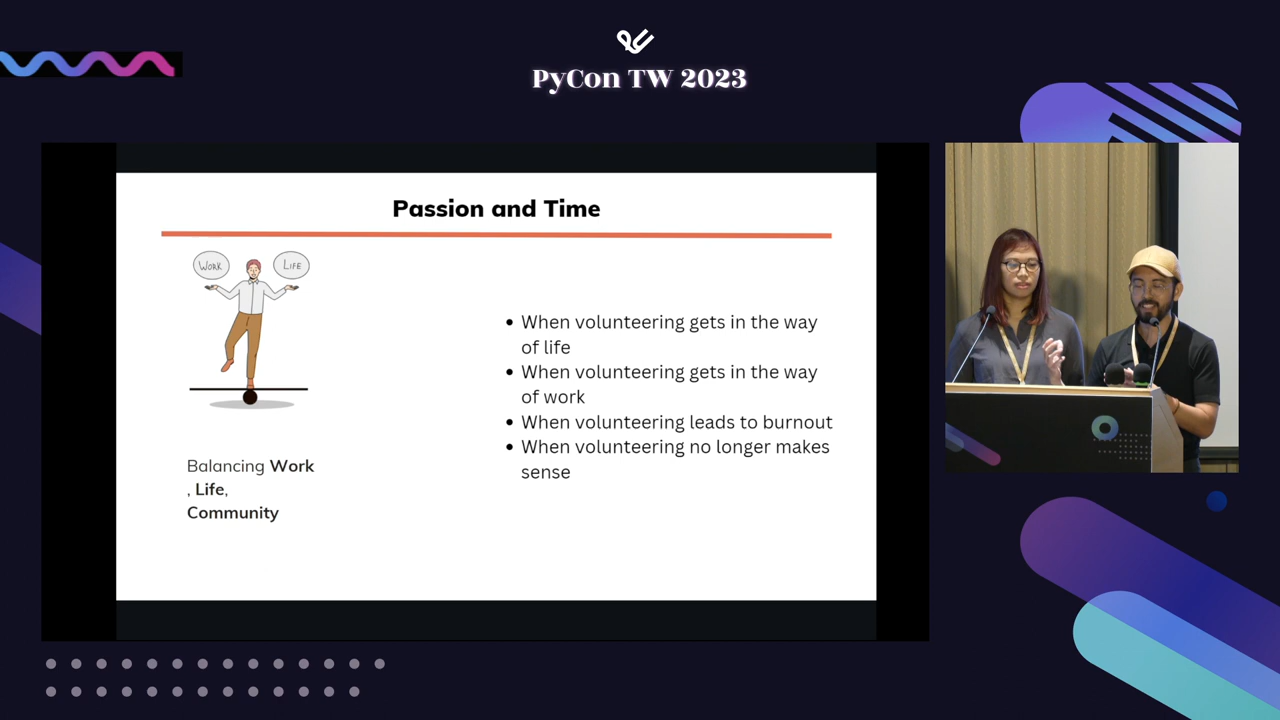 PyCon TW 2023
Passion and Time
WORK
LIFE
• When volunteering gets in the way
of life
• When volunteering gets in the way
of work
• When volunteering leads to burnout
• When volunteering no longer makes
sense
Balancing Work
, Life,
Community